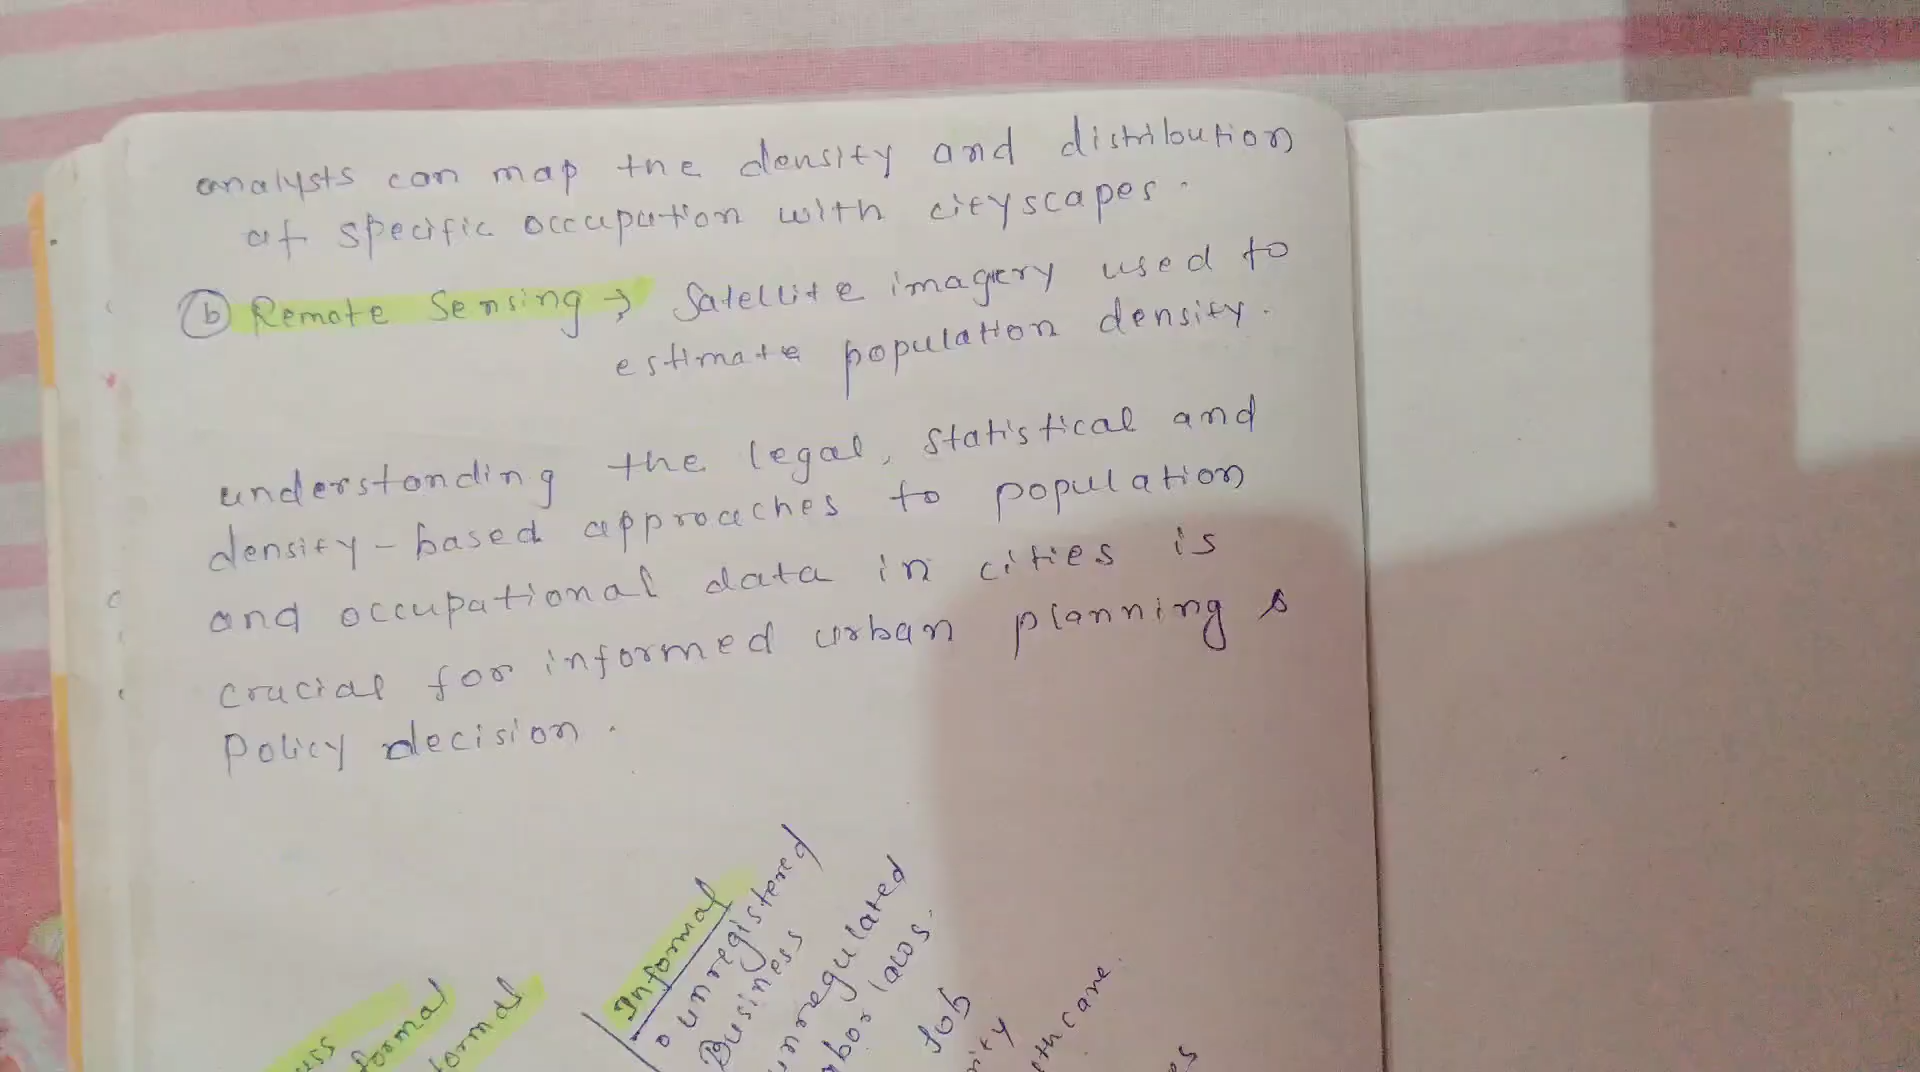 analysts can map the density and distribution
of specific occupation with cityscapes.
(b) Remote Sensing → Satellite imagery used to
estimate population density.
understanding the legal, statistical and
density-based approaches to population
and occupational data in cities is
crucial for informed urban planning &
Policy decision.
Informal
unregistered
Business
laws.
Job